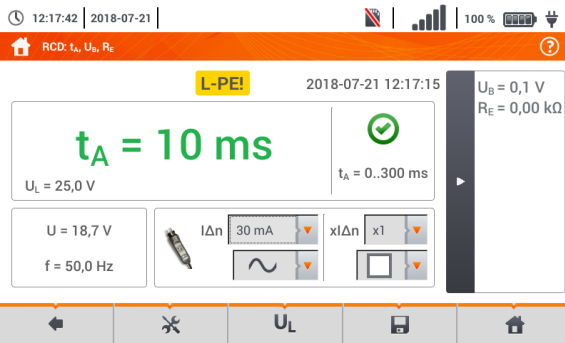 12:17:42 2018-07-21 100 %
RCD: tA, UB, RE ?
L-PE! 2018-07-21 12:17:15
tA = 10 ms
UL = 25,0 V
tA = 0..300 ms
UB = 0,1 V
RE = 0,00 kΩ
U = 18,7 V
f = 50,0 Hz
IΔn 30 mA xIΔn x1
UL